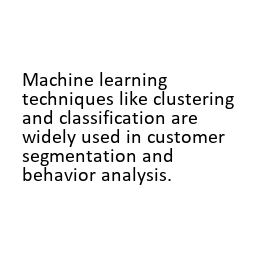 Machine learning
techniques like clustering
and classification are
widely used in customer
segmentation and
behavior analysis.